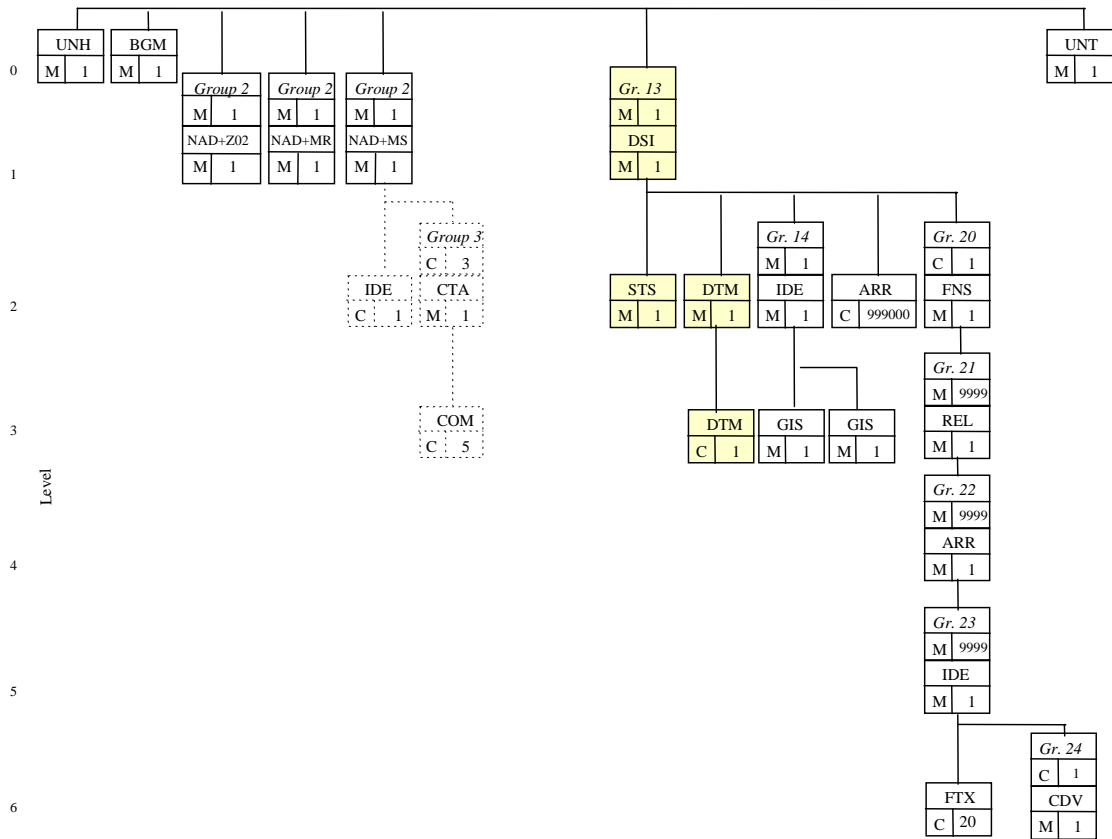 UNH BGM UNT
M 1 M 1 M 1
0
Group 2 Group 2 Group 2 Gr. 13
M 1 M 1 M 1 M 1
NAD+Z02 NAD+MR NAD+MS DSI
M 1 M 1 M 1 M 1
1
Group 3 Gr. 14 Gr. 20
C 3 M 1 C 1
IDE CTA STS DTM IDE ARR FNS
C 1 M 1 M 1 M 1 M 1 C 999000 M 1
2
Gr. 21
M 9999
COM DTM GIS GIS REL
C 5 C 1 M 1 M 1 M 1
3
Level
Gr. 22
M 9999
ARR
M 1
4
Gr. 23
M 9999
IDE
M 1
5
Gr. 24
C 1
FTX CDV
C 20 M 1
6